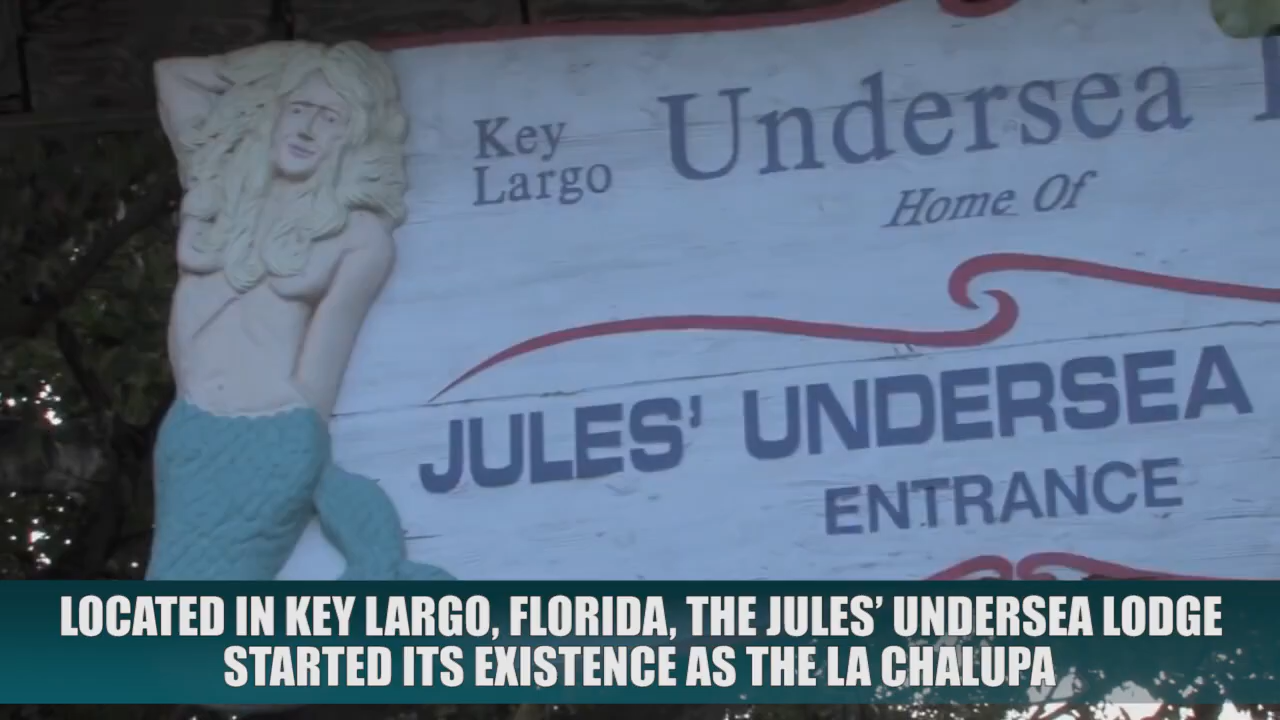 Key
Largo
Undersea
Home Of
JULES' UNDERSEA
ENTRANCE
LOCATED IN KEY LARGO, FLORIDA, THE JULES' UNDERSEA LODGE
STARTED ITS EXISTENCE AS THE LA CHALUPA